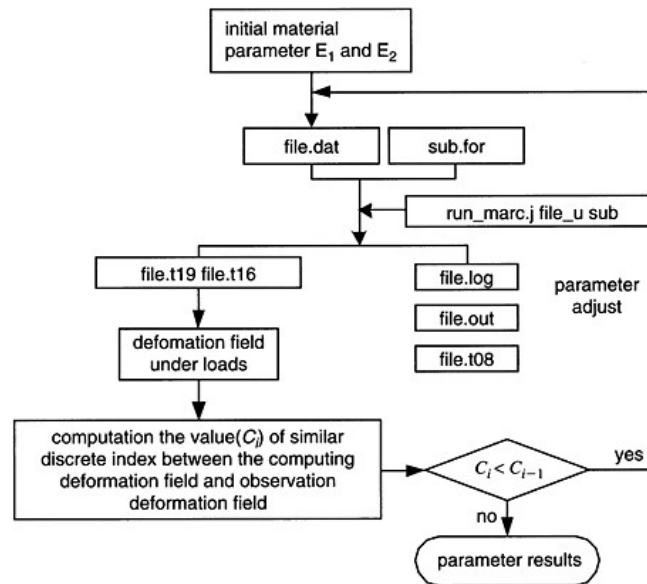 initial material
parameter E₁ and E₂
file.dat
sub.for
run_marc.j file_u sub
file.t19 file.t16
file.log
file.out
file.t08
parameter
adjust
defomation field
under loads
computation the value(Cᵢ) of similar
discrete index between the computing
deformation field and observation
deformation field
Cᵢ < Cᵢ₋₁
yes
no
parameter results